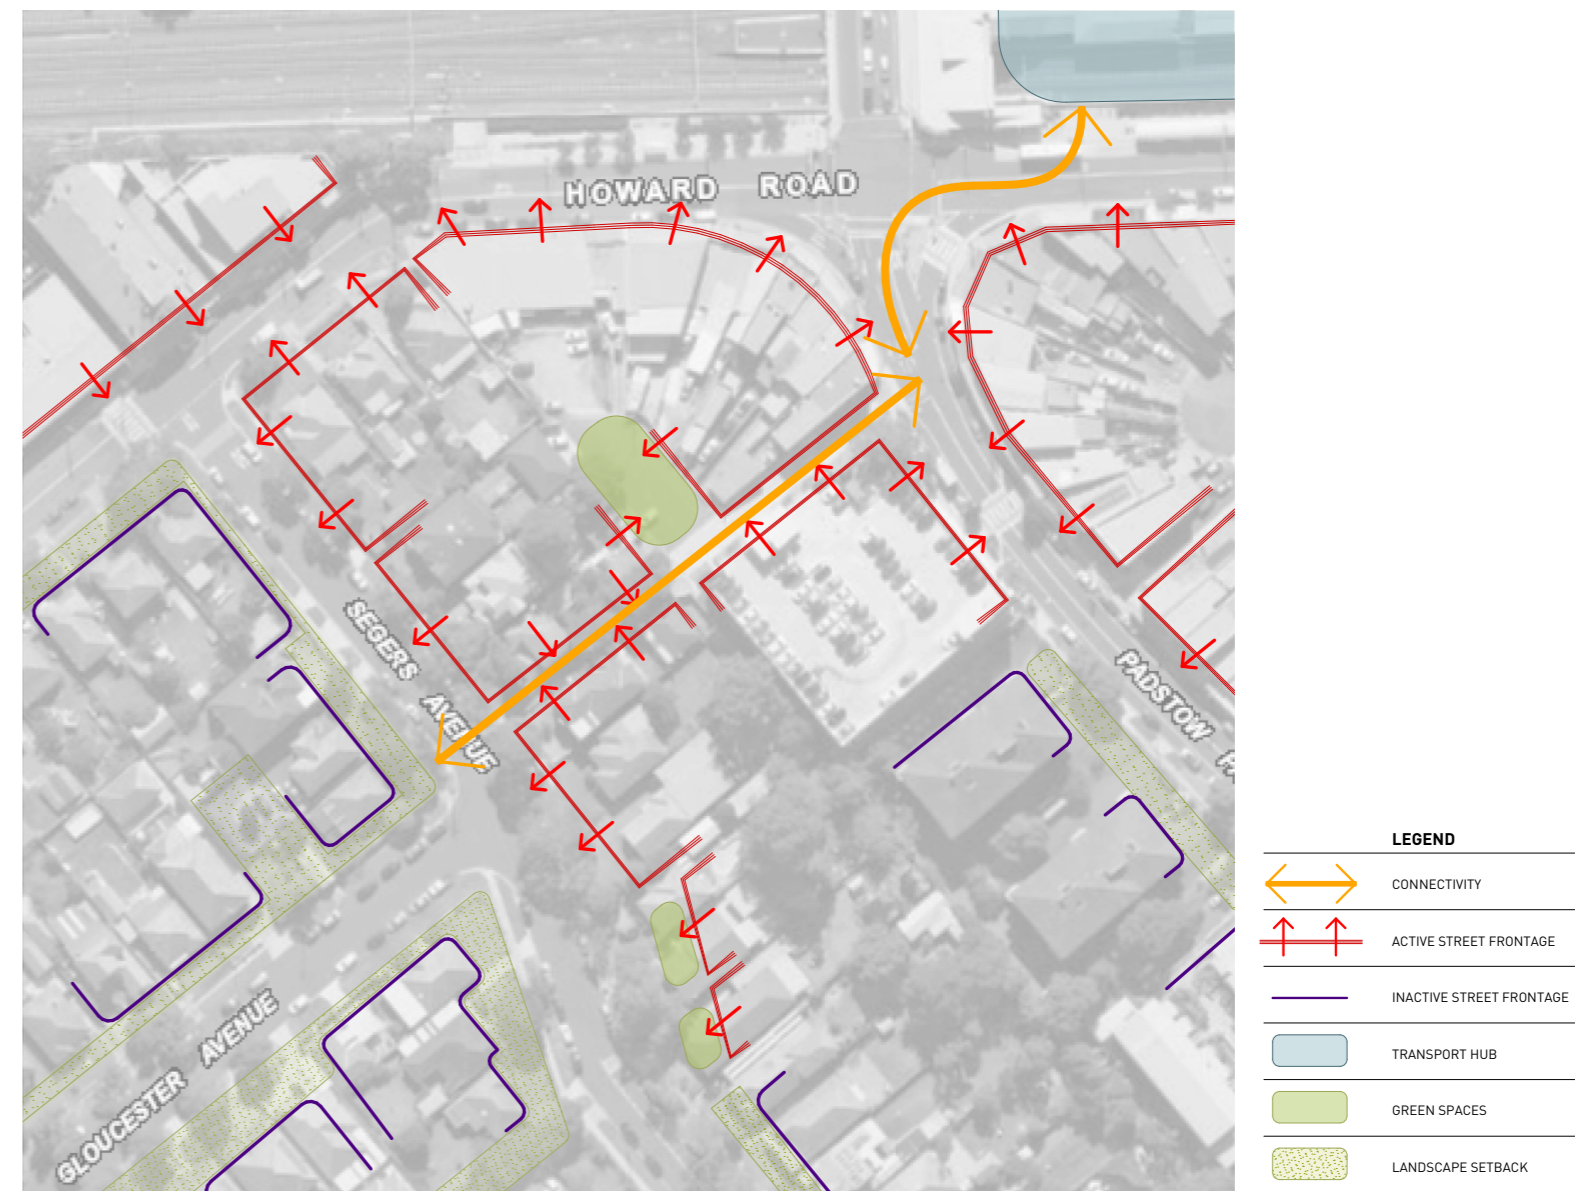 HOWARD ROAD
SEGERS AVENUE
PADSTOW
GLOUCESTER AVENUE
LEGEND
CONNECTIVITY
ACTIVE STREET FRONTAGE
INACTIVE STREET FRONTAGE
TRANSPORT HUB
GREEN SPACES
LANDSCAPE SETBACK